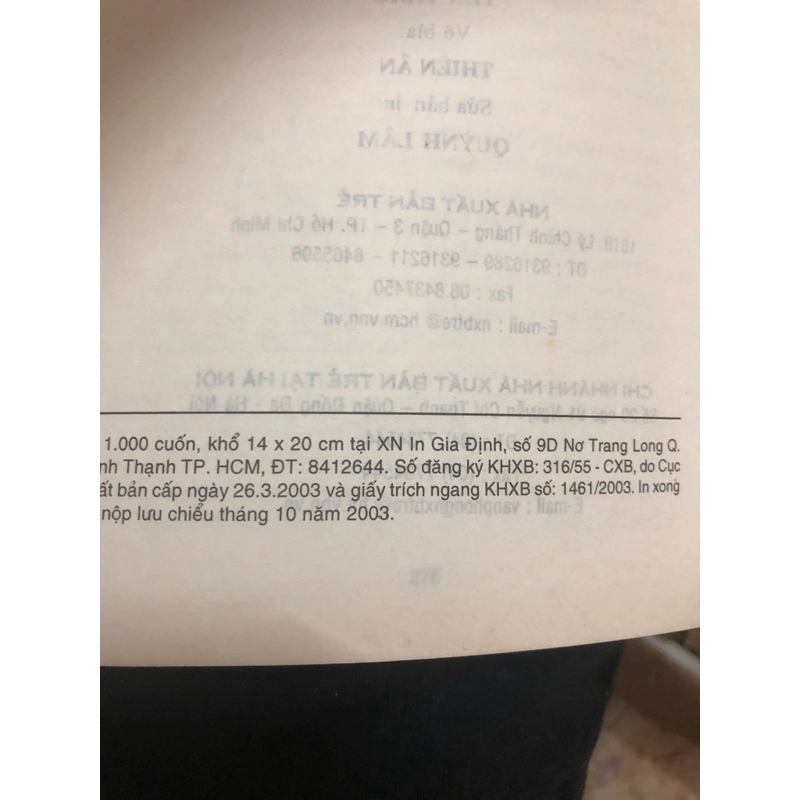 Vẽ bìa:
THIÊN ÂN
Sửa bản in:
QUỲNH LÂM
NHÀ XUẤT BẢN TRẺ
161B. Lý Chính Thắng – Quận 3 – TP. Hồ Chí Minh
ĐT : 9316289 – 9316211 – 8465596
Fax : 08.8437450
E-mail : nxbtre@ hcm.vnn.vn
CHI NHÁNH NHÀ XUẤT BẢN TRẺ TẠI HÀ NỘI
1.000 cuốn, khổ 14 x 20 cm tại XN In Gia Định, số 9D Nơ Trang Long Q.
nh Thạnh TP. HCM, ĐT: 8412644. Số đăng ký KHXB: 316/55 - CXB, do Cục
ất bản cấp ngày 26.3.2003 và giấy trích ngang KHXB số: 1461/2003. In xong
nộp lưu chiểu tháng 10 năm 2003.